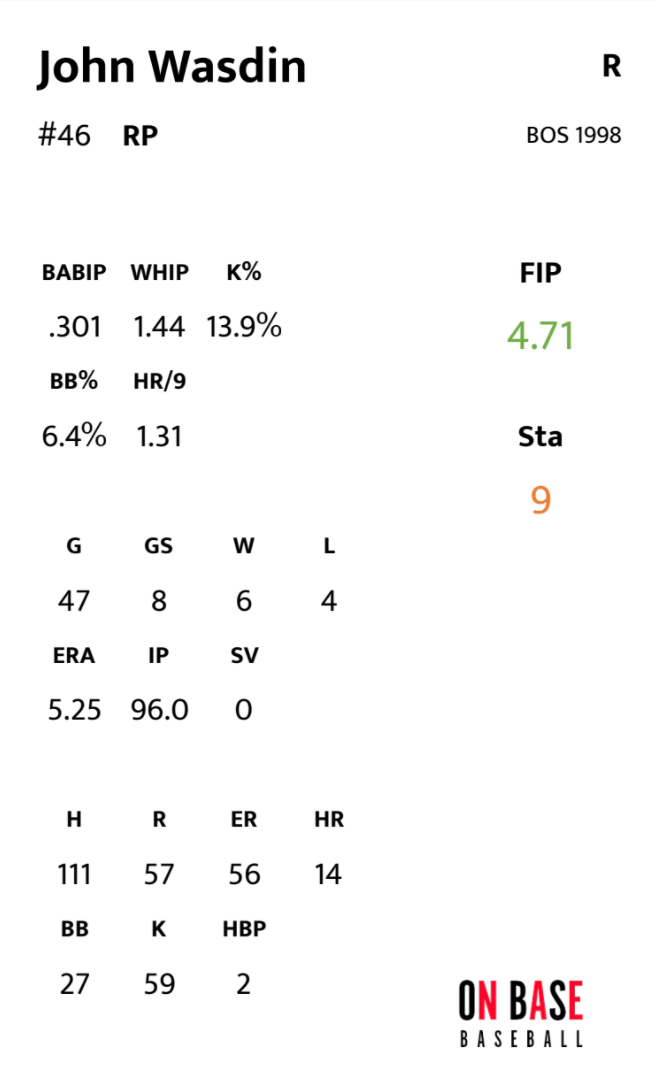 John Wasdin R
#46 RP BOS 1998
BABIP WHIP K% FIP
.301 1.44 13.9% 4.71
BB% HR/9
6.4% 1.31 Sta
9
G GS W L
47 8 6 4
ERA IP SV
5.25 96.0 0
H R ER HR
111 57 56 14
BB K HBP
27 59 2
ON BASE
BASEBALL